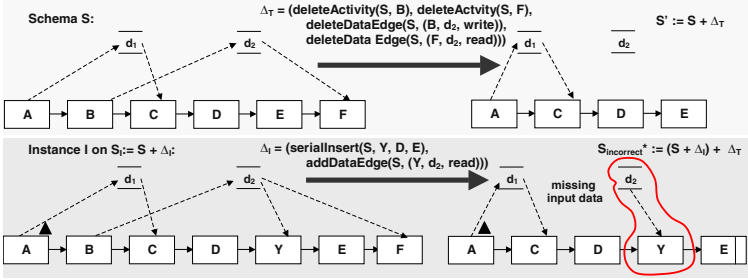 Schema S:
ΔT = (deleteActivity(S, B), deleteActvity(S, F),
deleteDataEdge(S, (B, d2, write)),
deleteData Edge(S, (F, d2, read)))
S' := S + ΔT
d1
d2
d1
d2
A
B
C
D
E
F
A
C
D
E
Instance I on SI:= S + ΔI:
ΔI = (serialInsert(S, Y, D, E),
addDataEdge(S, (Y, d2, read)))
Sincorrect* := (S + ΔI) + ΔT
d1
d2
d1
missing
input data
d2
A
B
C
D
Y
E
F
A
C
D
Y
E